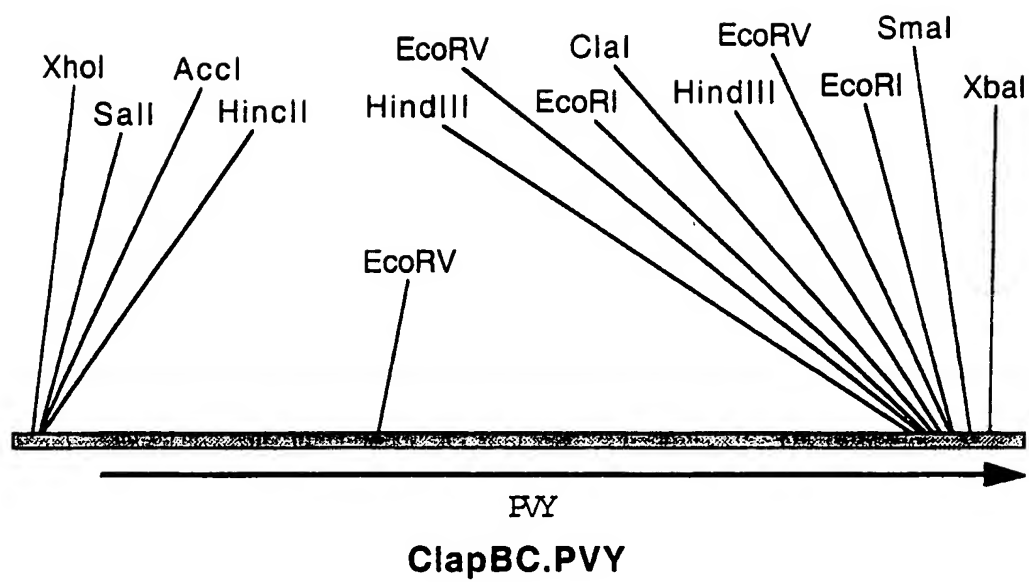 XhoI
SalI
AccI
HincII
EcoRV
HindIII
EcoRI
ClaI
HindIII
EcoRV
EcoRI
SmaI
XbaI
EcoRV
PVY
ClapBC.PVY